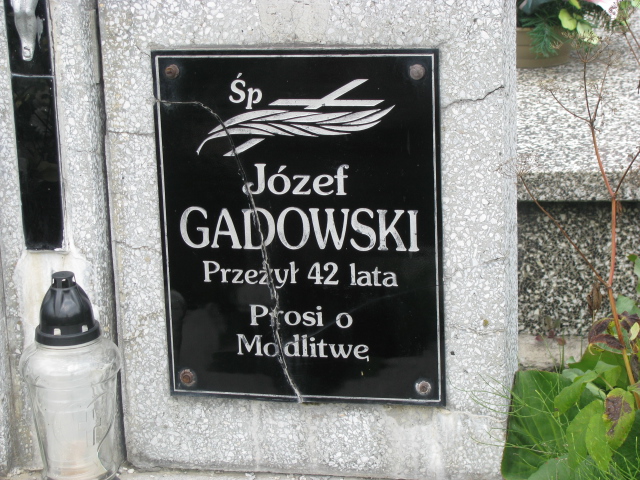 Śp
Józef
GADOWSKI
Przeżył 42 lata
Prosi o
Modlitwę